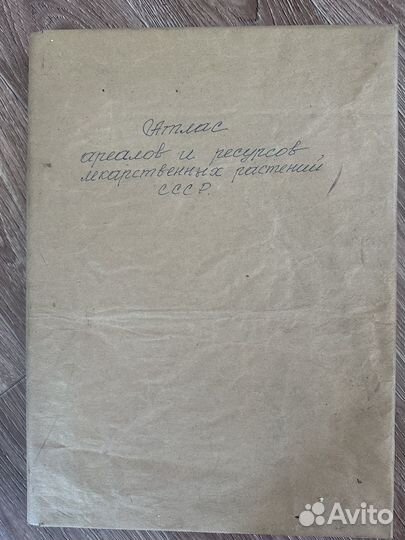 Атлас
ареалов и ресурсов
лекарственных растений
СССР.
Avito